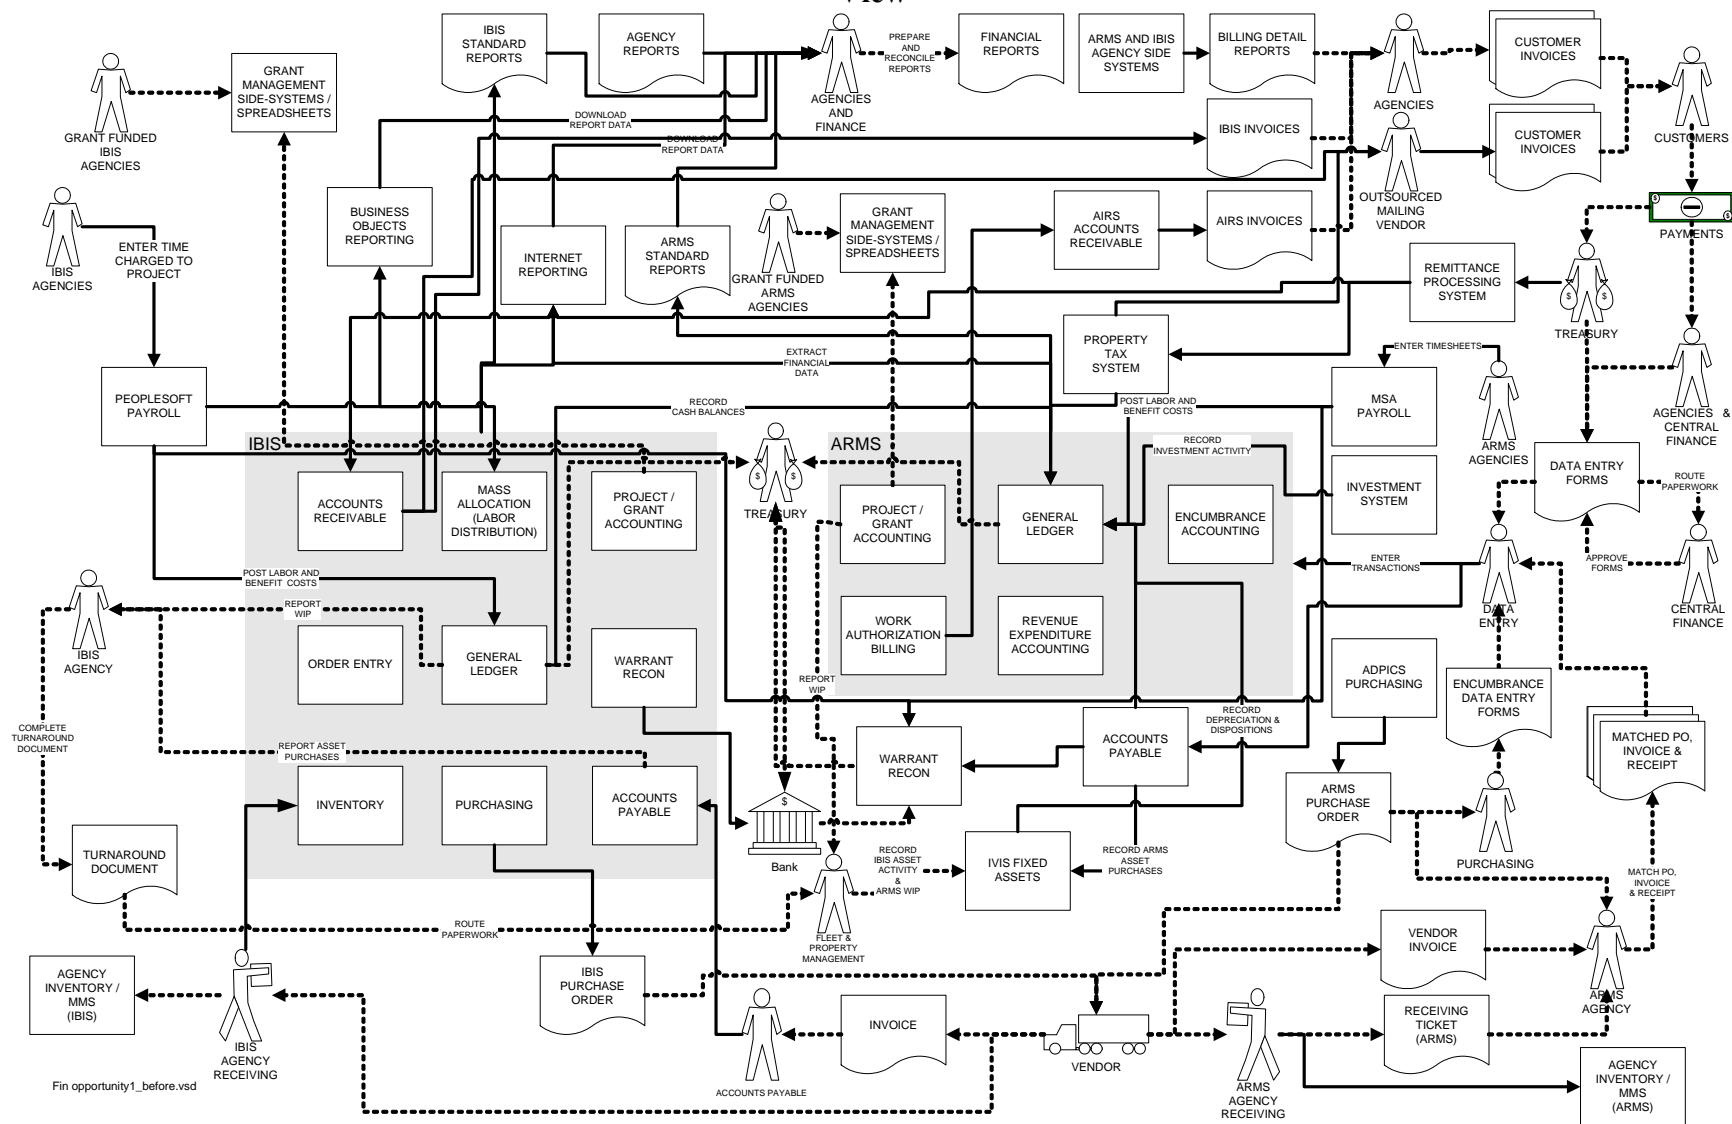 View
IBIS
STANDARD
REPORTS
AGENCY
REPORTS
AGENCIES
AND
FINANCE
PREPARE
AND
RECONCILE
REPORTS
FINANCIAL
REPORTS
ARMS AND IBIS
AGENCY SIDE
SYSTEMS
BILLING DETAIL
REPORTS
AGENCIES
CUSTOMER
INVOICES
CUSTOMERS
GRANT
MANAGEMENT
SIDE-SYSTEMS /
SPREADSHEETS
GRANT FUNDED
IBIS
AGENCIES
DOWNLOAD
REPORT DATA
DOWNLOAD
REPORT DATA
IBIS INVOICES
CUSTOMER
INVOICES
OUTSOURCED
MAILING
VENDOR
IBIS
AGENCIES
ENTER TIME
CHARGED TO
PROJECT
BUSINESS
OBJECTS
REPORTING
INTERNET
REPORTING
ARMS
STANDARD
REPORTS
GRANT FUNDED
ARMS
AGENCIES
GRANT
MANAGEMENT
SIDE-SYSTEMS /
SPREADSHEETS
AIRS
ACCOUNTS
RECEIVABLE
AIRS INVOICES
$
$
PAYMENTS
REMITTANCE
PROCESSING
SYSTEM
$
$
TREASURY
PEOPLESOFT
PAYROLL
EXTRACT
FINANCIAL
DATA
PROPERTY
TAX
SYSTEM
ENTER TIMESHEETS
MSA
PAYROLL
ARMS
AGENCIES
AGENCIES &
CENTRAL
FINANCE
RECORD
CASH BALANCES
POST LABOR AND
BENEFIT COSTS
IBIS
ARMS
RECORD
INVESTMENT ACTIVITY
INVESTMENT
SYSTEM
DATA ENTRY
FORMS
ROUTE
PAPERWORK
ACCOUNTS
RECEIVABLE
MASS
ALLOCATION
(LABOR
DISTRIBUTION)
PROJECT /
GRANT
ACCOUNTING
$
$
TREASURY
PROJECT /
GRANT
ACCOUNTING
GENERAL
LEDGER
ENCUMBRANCE
ACCOUNTING
ENTER
TRANSACTIONS
DATA
ENTRY
APPROVE
FORMS
CENTRAL
FINANCE
POST LABOR AND
BENEFIT COSTS
REPORT
WIP
IBIS
AGENCY
ORDER ENTRY
GENERAL
LEDGER
WARRANT
RECON
WORK
AUTHORIZATION
BILLING
REVENUE
EXPENDITURE
ACCOUNTING
REPORT
WIP
ADPICS
PURCHASING
ENCUMBRANCE
DATA ENTRY
FORMS
COMPLETE
TURNAROUND
DOCUMENT
REPORT ASSET
PURCHASES
RECORD
DEPRECIATION &
DISPOSITIONS
WARRANT
RECON
ACCOUNTS
PAYABLE
MATCHED PO,
INVOICE &
RECEIPT
INVENTORY
PURCHASING
ACCOUNTS
PAYABLE
$
Bank
ARMS
PURCHASE
ORDER
PURCHASING
TURNAROUND
DOCUMENT
RECORD
IBIS ASSET
ACTIVITY
&
ARMS WIP
IVIS FIXED
ASSETS
RECORD ARMS
ASSET
PURCHASES
MATCH PO,
INVOICE
& RECEIPT
ROUTE
PAPERWORK
FLEET &
PROPERTY
MANAGEMENT
VENDOR
INVOICE
ARMS
AGENCY
AGENCY
INVENTORY /
MMS
(IBIS)
IBIS
AGENCY
RECEIVING
IBIS
PURCHASE
ORDER
ACCOUNTS PAYABLE
INVOICE
VENDOR
ARMS
AGENCY
RECEIVING
RECEIVING
TICKET
(ARMS)
AGENCY
INVENTORY /
MMS
(ARMS)
Fin opportunity1_before.vsd